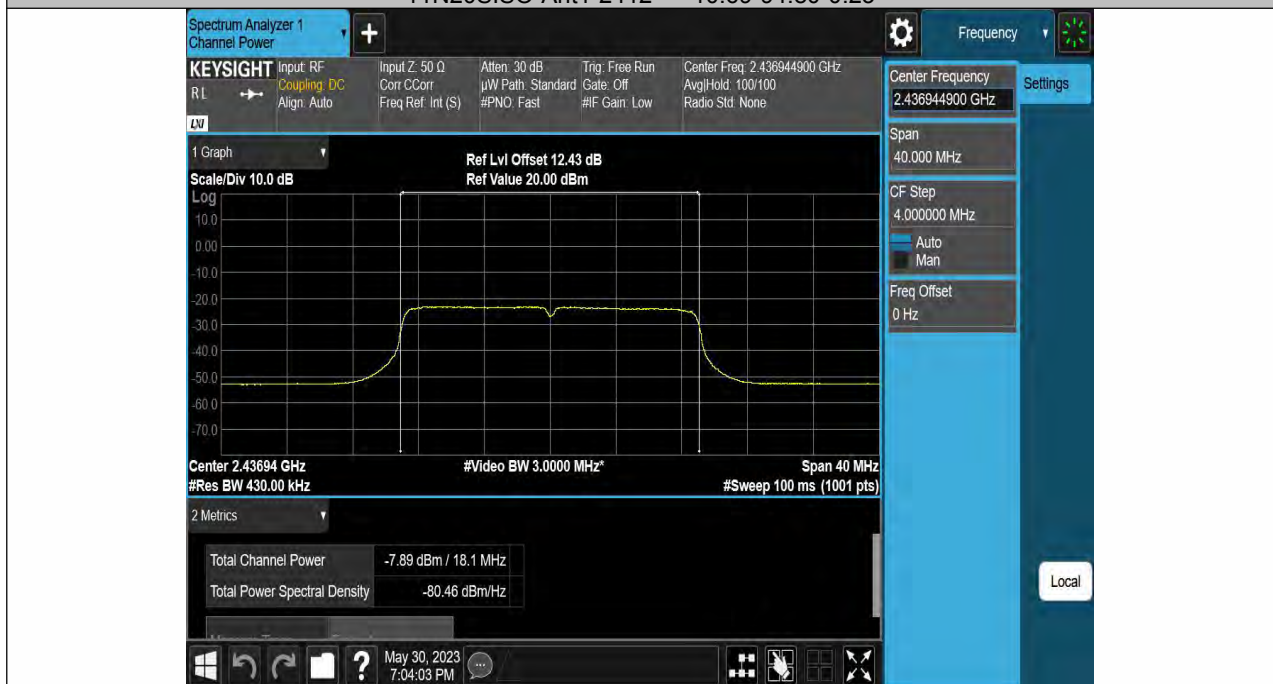 Spectrum Analyzer 1
Channel Power
+
Frequency
KEYSIGHT
RL
LXI
Input: RF
Coupling: DC
Align: Auto
Input Z: 50 Ω
Corr CCorr
Freq Ref: Int (S)
Atten: 30 dB
µW Path: Standard
#PNO: Fast
Trig: Free Run
Gate: Off
#IF Gain: Low
Center Freq: 2.436944900 GHz
Avg|Hold: 100/100
Radio Std: None
Center Frequency
2.436944900 GHz
Settings
Span
40.000 MHz
CF Step
4.000000 MHz
Auto
Man
Freq Offset
0 Hz
1 Graph
Ref Lvl Offset 12.43 dB
Scale/Div 10.0 dB
Ref Value 20.00 dBm
Log
10.0
0.00
-10.0
-20.0
-30.0
-40.0
-50.0
-60.0
-70.0
Center 2.43694 GHz
#Video BW 3.0000 MHz*
Span 40 MHz
#Res BW 430.00 kHz
#Sweep 100 ms (1001 pts)
2 Metrics
Total Channel Power
-7.89 dBm / 18.1 MHz
Total Power Spectral Density
-80.46 dBm/Hz
Local
?
May 30, 2023
7:04:03 PM